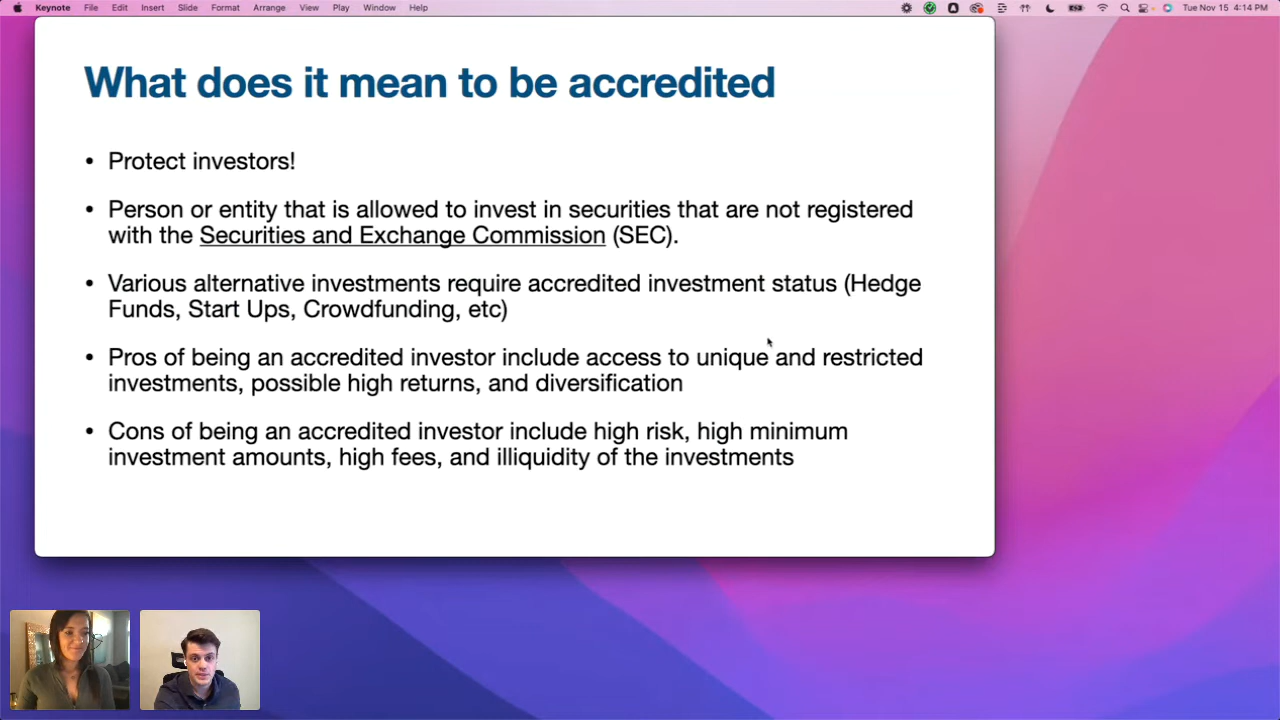 Keynote File Edit Insert Slide Format Arrange View Play Window Help Tue Nov 15 4:14 PM
What does it mean to be accredited
• Protect investors!
• Person or entity that is allowed to invest in securities that are not registered
with the Securities and Exchange Commission (SEC).
• Various alternative investments require accredited investment status (Hedge
Funds, Start Ups, Crowdfunding, etc)
• Pros of being an accredited investor include access to unique and restricted
investments, possible high returns, and diversification
• Cons of being an accredited investor include high risk, high minimum
investment amounts, high fees, and illiquidity of the investments